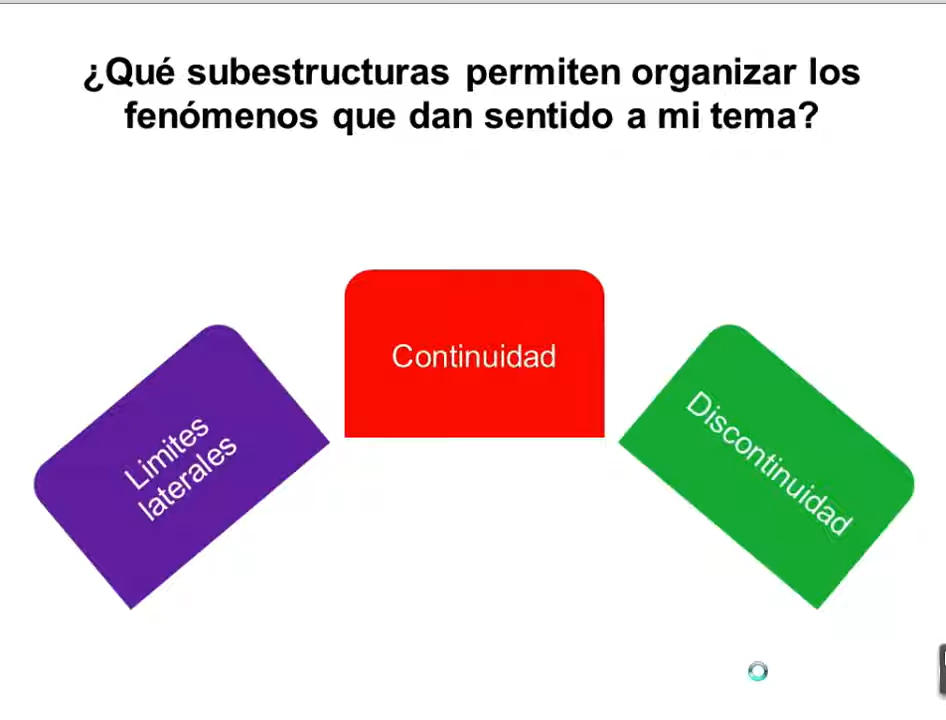 ¿Qué subestructuras permiten organizar los
fenómenos que dan sentido a mi tema?
Limites
laterales
Continuidad
Discontinuidad